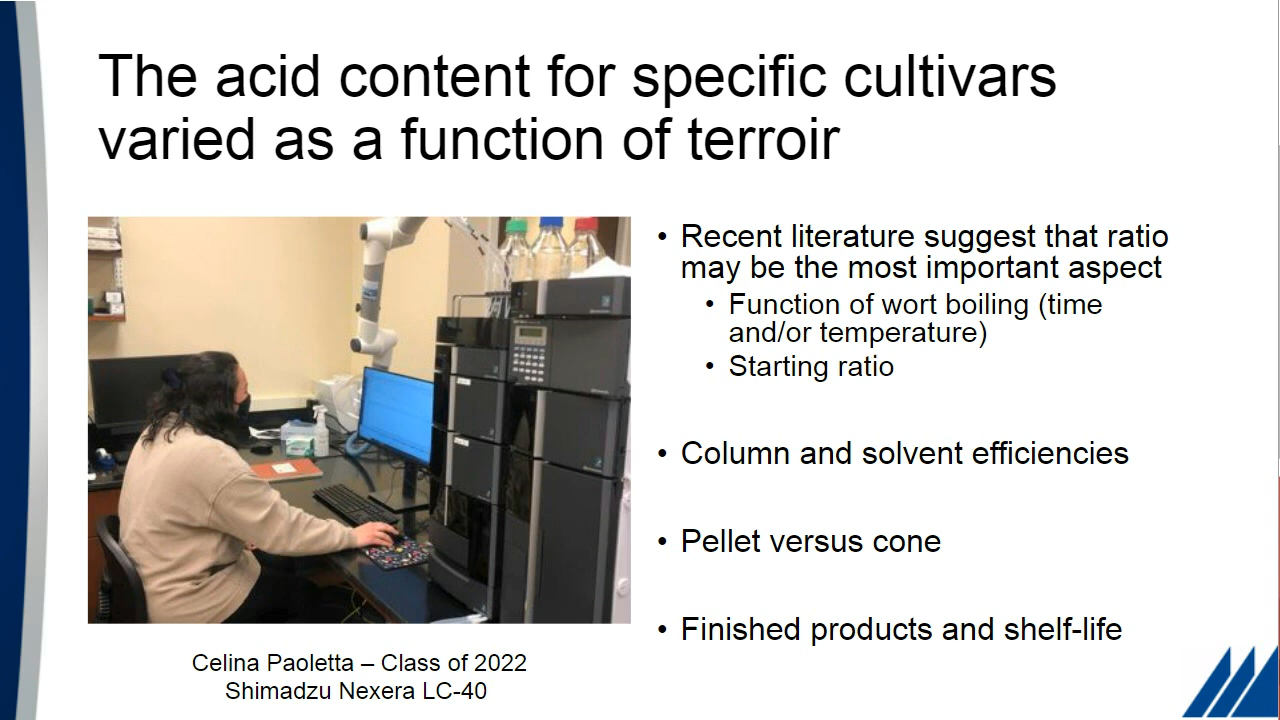 The acid content for specific cultivars
varied as a function of terroir
• Recent literature suggest that ratio
may be the most important aspect
• Function of wort boiling (time
and/or temperature)
• Starting ratio
• Column and solvent efficiencies
• Pellet versus cone
• Finished products and shelf-life
Celina Paoletta – Class of 2022
Shimadzu Nexera LC-40